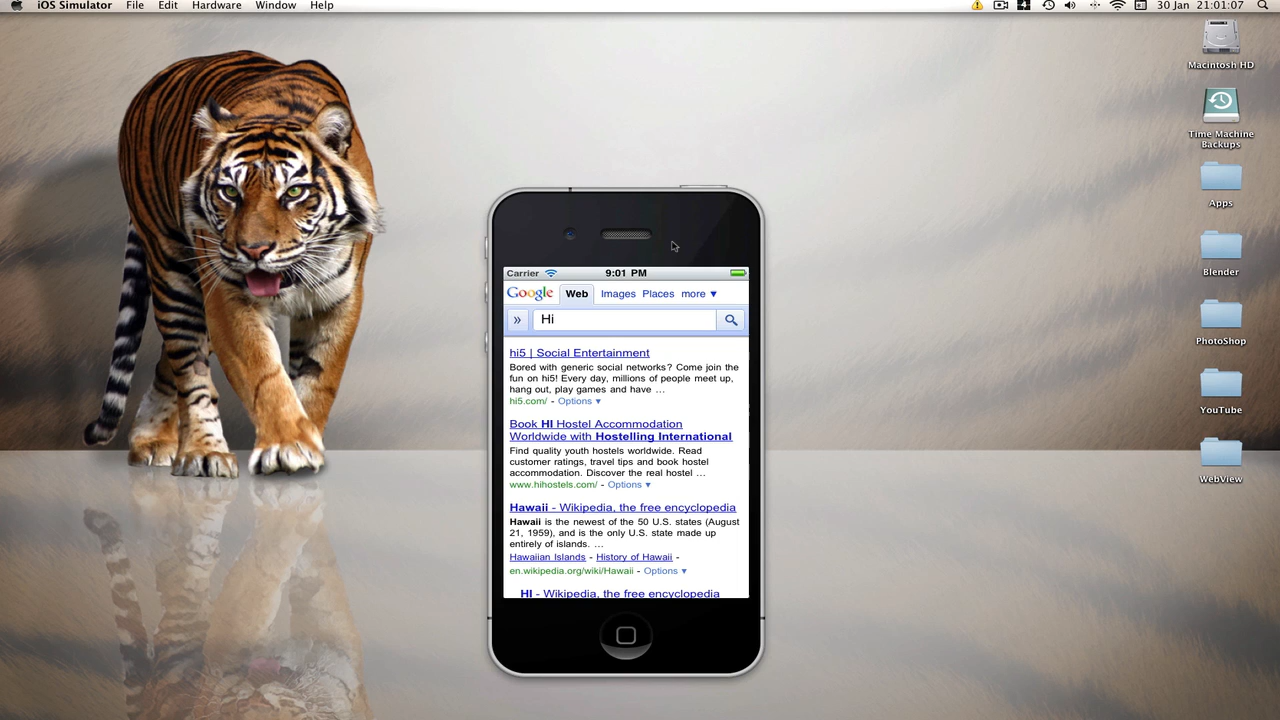 iOS Simulator File Edit Hardware Window Help 4 30 Jan 21:01:07
Macintosh HD
Time Machine
Backups
Apps
Blender
PhotoShop
YouTube
WebView
Carrier 9:01 PM
Google Web Images Places more ▼
» Hi
hi5 | Social Entertainment
Bored with generic social networks? Come join the
fun on hi5! Every day, millions of people meet up,
hang out, play games and have ...
hi5.com/ - Options ▼
Book HI Hostel Accommodation
Worldwide with Hostelling International
Find quality youth hostels worldwide. Read
customer ratings, travel tips and book hostel
accommodation. Discover the real hostel ...
www.hihostels.com/ - Options ▼
Hawaii - Wikipedia, the free encyclopedia
Hawaii is the newest of the 50 U.S. states (August
21, 1959), and is the only U.S. state made up
entirely of islands. ...
Hawaiian Islands - History of Hawaii -
en.wikipedia.org/wiki/Hawaii - Options ▼
HI - Wikipedia, the free encyclopedia